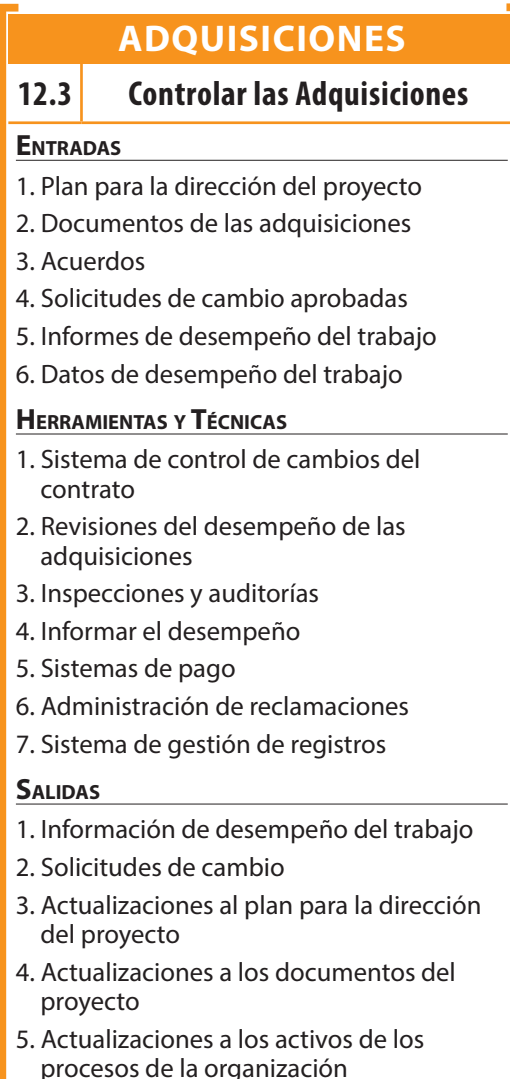 ADQUISICIONES
12.3 Controlar las Adquisiciones
ENTRADAS
1. Plan para la dirección del proyecto
2. Documentos de las adquisiciones
3. Acuerdos
4. Solicitudes de cambio aprobadas
5. Informes de desempeño del trabajo
6. Datos de desempeño del trabajo
HERRAMIENTAS Y TÉCNICAS
1. Sistema de control de cambios del
contrato
2. Revisiones del desempeño de las
adquisiciones
3. Inspecciones y auditorías
4. Informar el desempeño
5. Sistemas de pago
6. Administración de reclamaciones
7. Sistema de gestión de registros
SALIDAS
1. Información de desempeño del trabajo
2. Solicitudes de cambio
3. Actualizaciones al plan para la dirección
del proyecto
4. Actualizaciones a los documentos del
proyecto
5. Actualizaciones a los activos de los
procesos de la organización